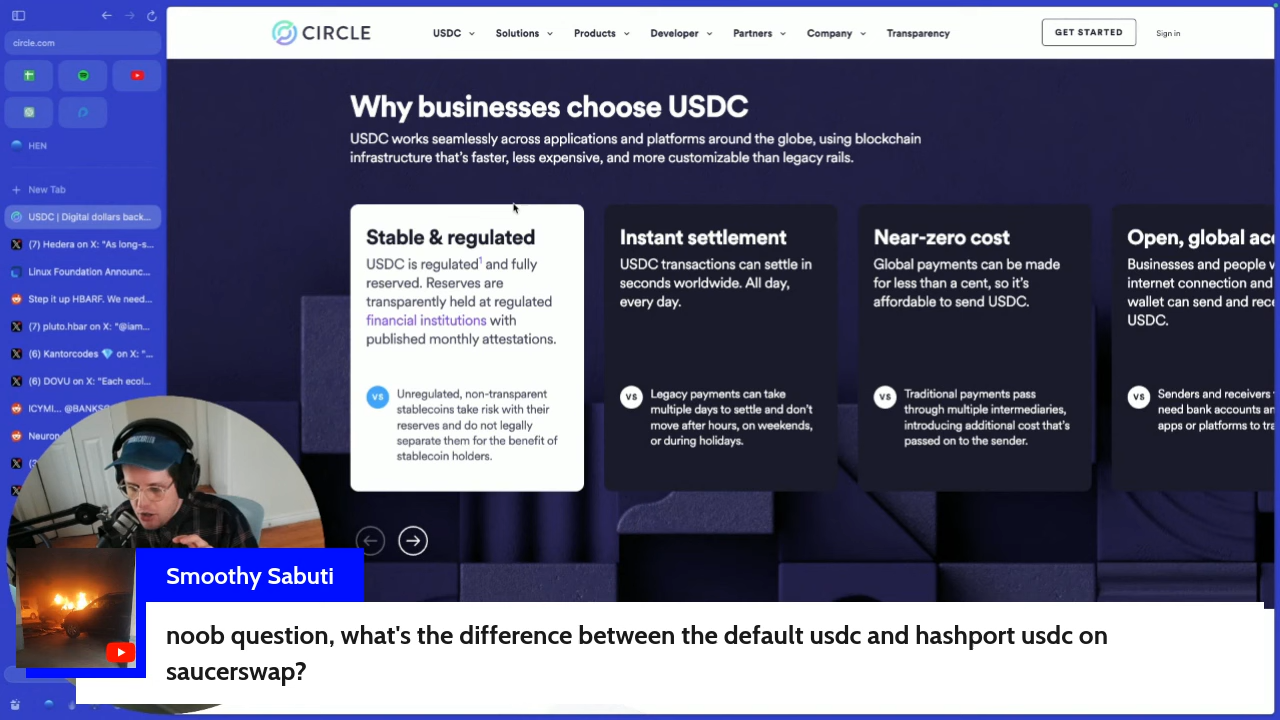 circle.com
HEN
New Tab
USDC | Digital dollars back...
(7) Hedera on X: "As long-s...
Linux Foundation Announc...
Step it up HBARF. We need...
(7) pluto.hbar on X: "@iam...
(6) Kantorcodes 💎 on X: "...
(6) DOVU on X: "Each ecol...
ICYMI... @BANKS
Neuron
CIRCLE
USDC
Solutions
Products
Developer
Partners
Company
Transparency
GET STARTED
Sign in
Why businesses choose USDC
USDC works seamlessly across applications and platforms around the globe, using blockchain
infrastructure that's faster, less expensive, and more customizable than legacy rails.
Stable & regulated
USDC is regulated¹ and fully
reserved. Reserves are
transparently held at regulated
financial institutions with
published monthly attestations.
VS
Unregulated, non-transparent
stablecoins take risk with their
reserves and do not legally
separate them for the benefit of
stablecoin holders.
Instant settlement
USDC transactions can settle in
seconds worldwide. All day,
every day.
VS
Legacy payments can take
multiple days to settle and don't
move after hours, on weekends,
or during holidays.
Near-zero cost
Global payments can be made
for less than a cent, so it's
affordable to send USDC.
VS
Traditional payments pass
through multiple intermediaries,
introducing additional cost that's
passed on to the sender.
Open, global acc
Businesses and people w
internet connection and
wallet can send and rece
USDC.
VS
Senders and receivers
need bank accounts an
apps or platforms to tra
Smoothy Sabuti
noob question, what's the difference between the default usdc and hashport usdc on
saucerswap?